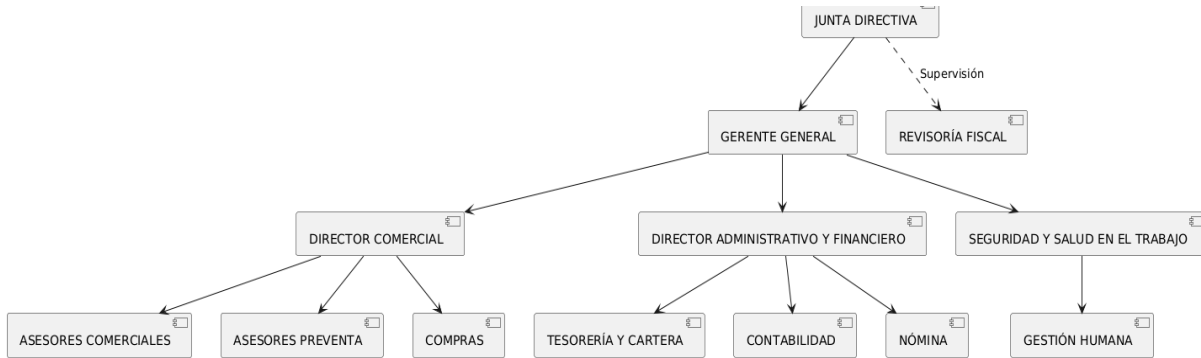 JUNTA DIRECTIVA
Supervisión
GERENTE GENERAL
REVISORÍA FISCAL
DIRECTOR COMERCIAL
DIRECTOR ADMINISTRATIVO Y FINANCIERO
SEGURIDAD Y SALUD EN EL TRABAJO
ASESORES COMERCIALES
ASESORES PREVENTA
COMPRAS
TESORERÍA Y CARTERA
CONTABILIDAD
NÓMINA
GESTIÓN HUMANA